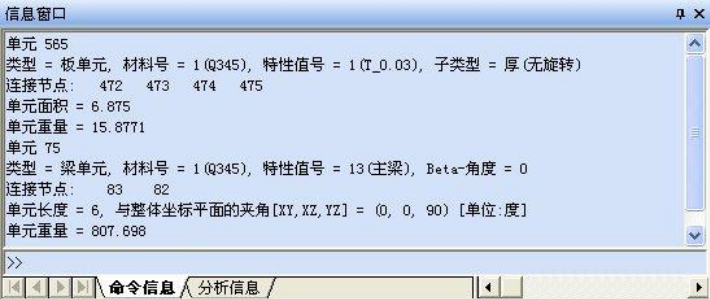 信息窗口
单元 565
类型 = 板单元, 材料号 = 1(Q345), 特性值号 = 1(T_0.03), 子类型 = 厚(无旋转)
连接节点: 472 473 474 475
单元面积 = 6.875
单元重量 = 15.8771
单元 75
类型 = 梁单元, 材料号 = 1(Q345), 特性值号 = 13(主梁), Beta-角度 = 0
连接节点: 83 82
单元长度 = 6, 与整体坐标平面的夹角[XY,XZ,YZ] = (0, 0, 90) [单位:度]
单元重量 = 807.698
>>
命令信息 分析信息